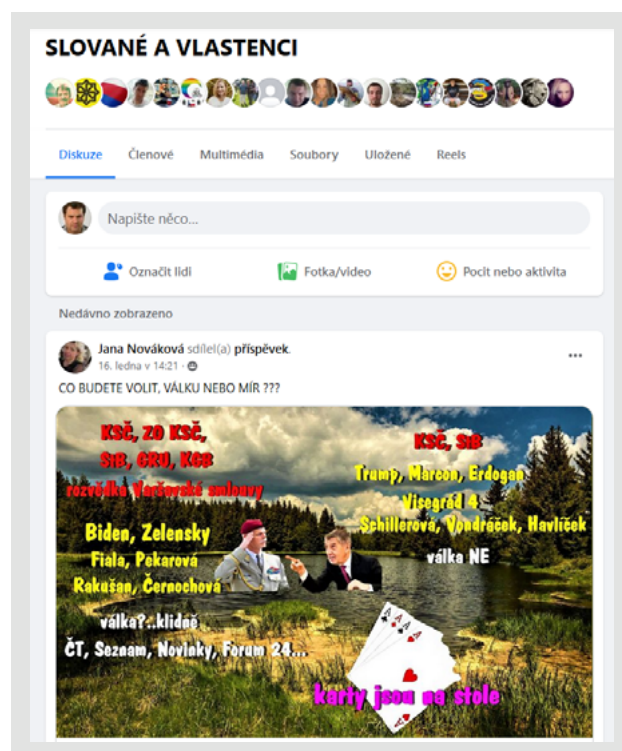 SLOVANÉ A VLASTENCI
Diskuze Členové Multimédia Soubory Uložené Reels
Napište něco...
Označit lidi Fotka/video Pocit nebo aktivita
Nedávno zobrazeno
Jana Nováková sdílel(a) příspěvek.
16. ledna v 14:21 ·
CO BUDETE VOLIT, VÁLKU NEBO MÍR ???
KSČ, ZO KSČ,
StB, GRU, KGB
rozvědka Varšovské smlouvy
Biden, Zelensky
Fiala, Pekarová
Rakušan, Černochová
válka?..klidně
ČT, Seznam, Novinky, Forum 24...
KSČ, StB
Trump, Marcon, Erdogan
Visegrád 4
Schillerová, Vondráček, Havlíček
válka NE
karty jsou na stole